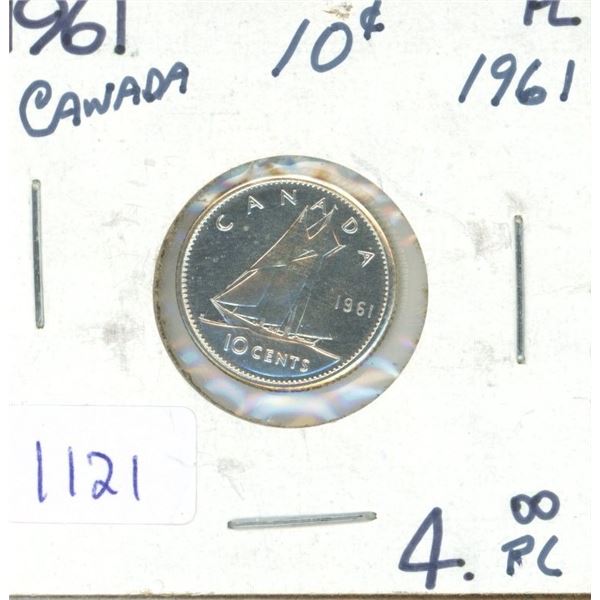 1961 10¢ PL
CANADA 1961
CANADA
1961
10 CENTS
1121
4.00
PL